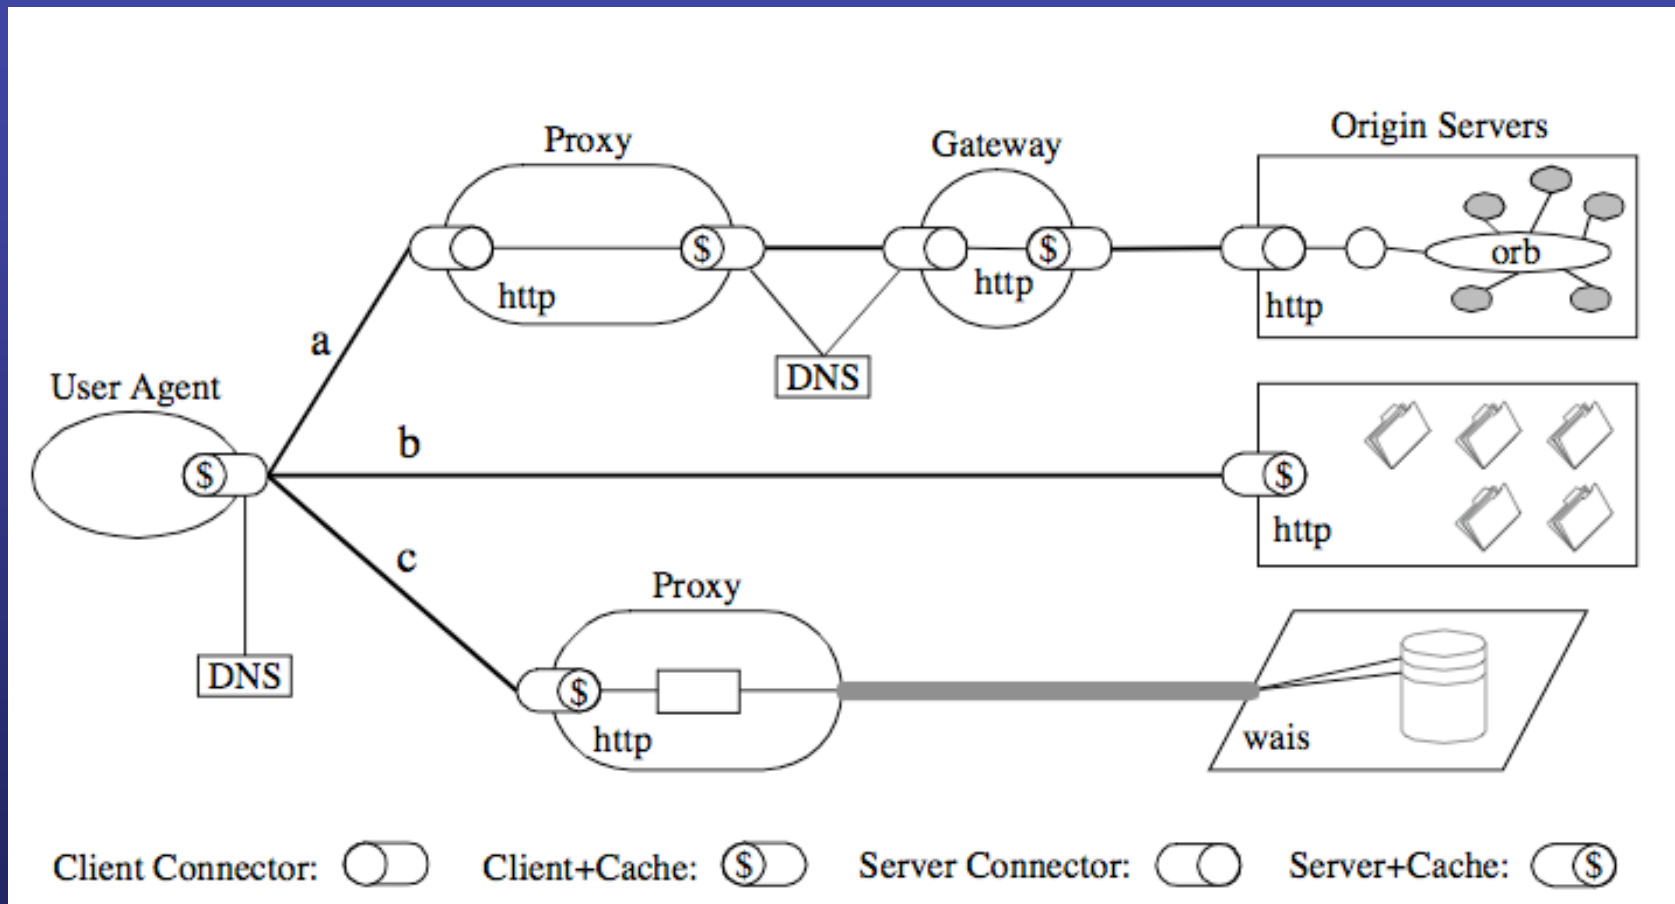 Origin Servers
Proxy
Gateway
$
$
orb
http
http
http
a
DNS
User Agent
b
$
$
http
c
Proxy
DNS
$
http
wais
Client Connector:
Client+Cache: $
Server Connector:
Server+Cache: $